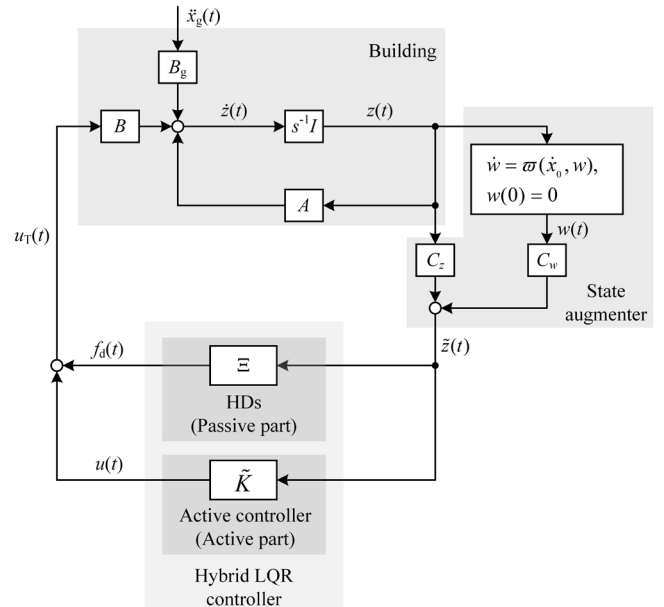 ẍg(t)
Building
Bg
ż(t)
z(t)
B
s⁻¹I
A
ẇ = ϖ(ẋ₀, w),
w(0) = 0
w(t)
uT(t)
Cz
Cw
State
augmenter
z̃(t)
fd(t)
Ξ
HDs
(Passive part)
u(t)
K̃
Active controller
(Active part)
Hybrid LQR
controller